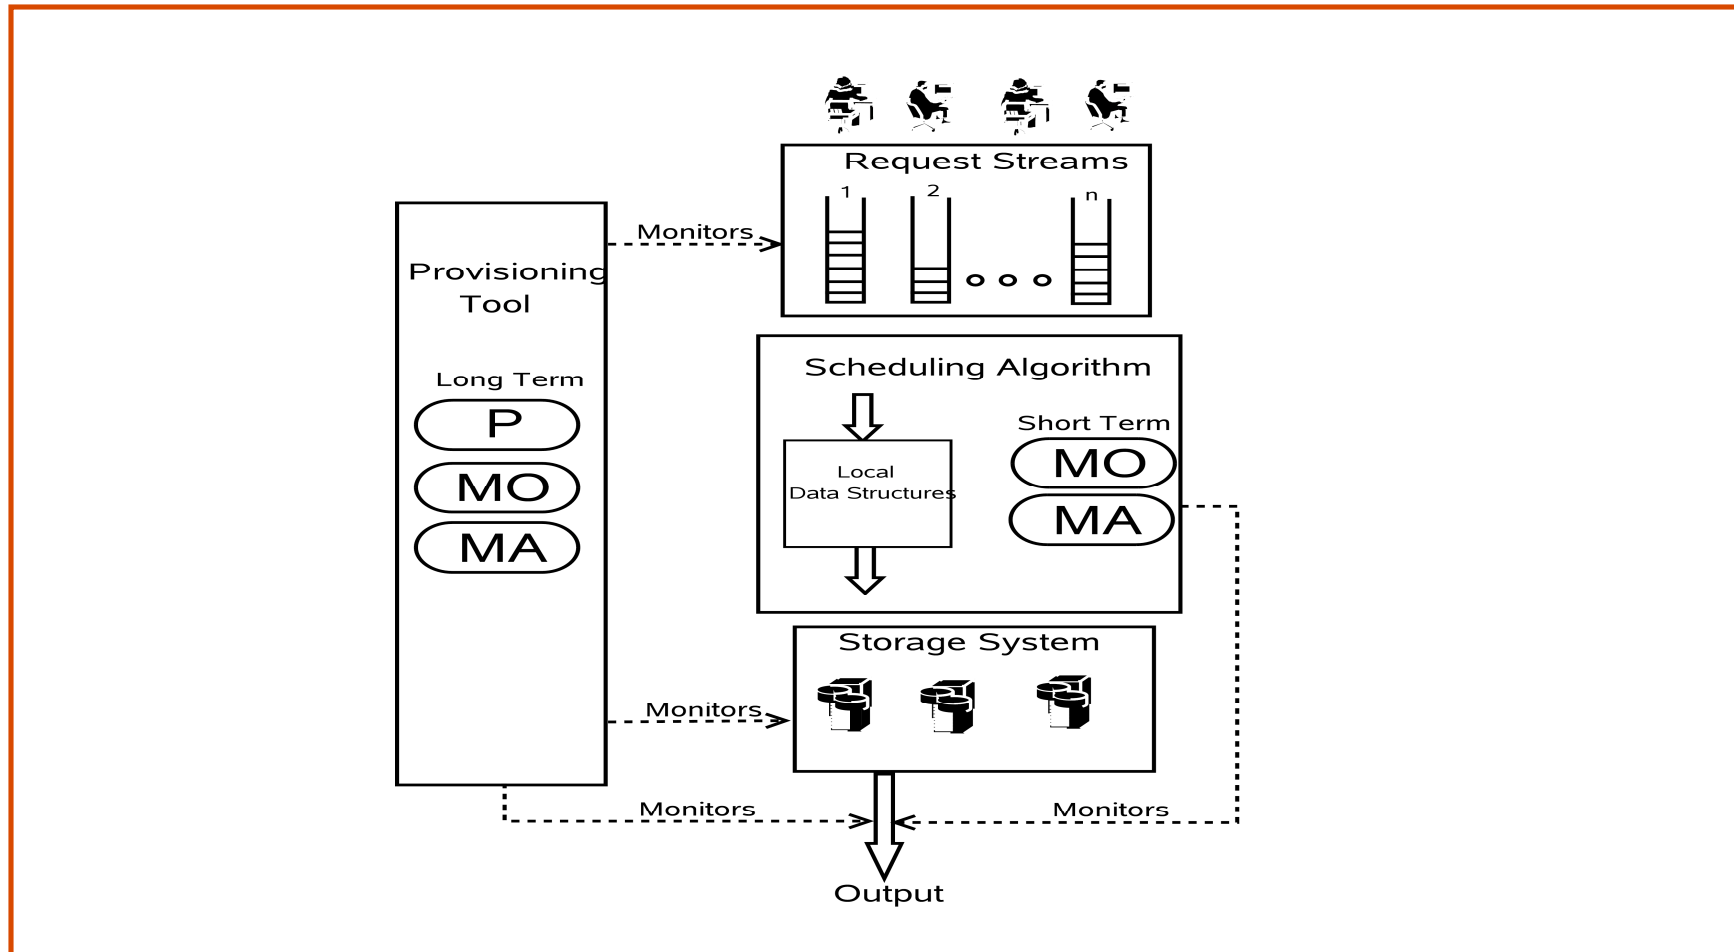 Request Streams
1
2
n
Monitors
Provisioning
Tool
Long Term
P
MO
MA
Scheduling Algorithm
Local
Data Structures
Short Term
MO
MA
Storage System
Monitors
Monitors
Monitors
Output